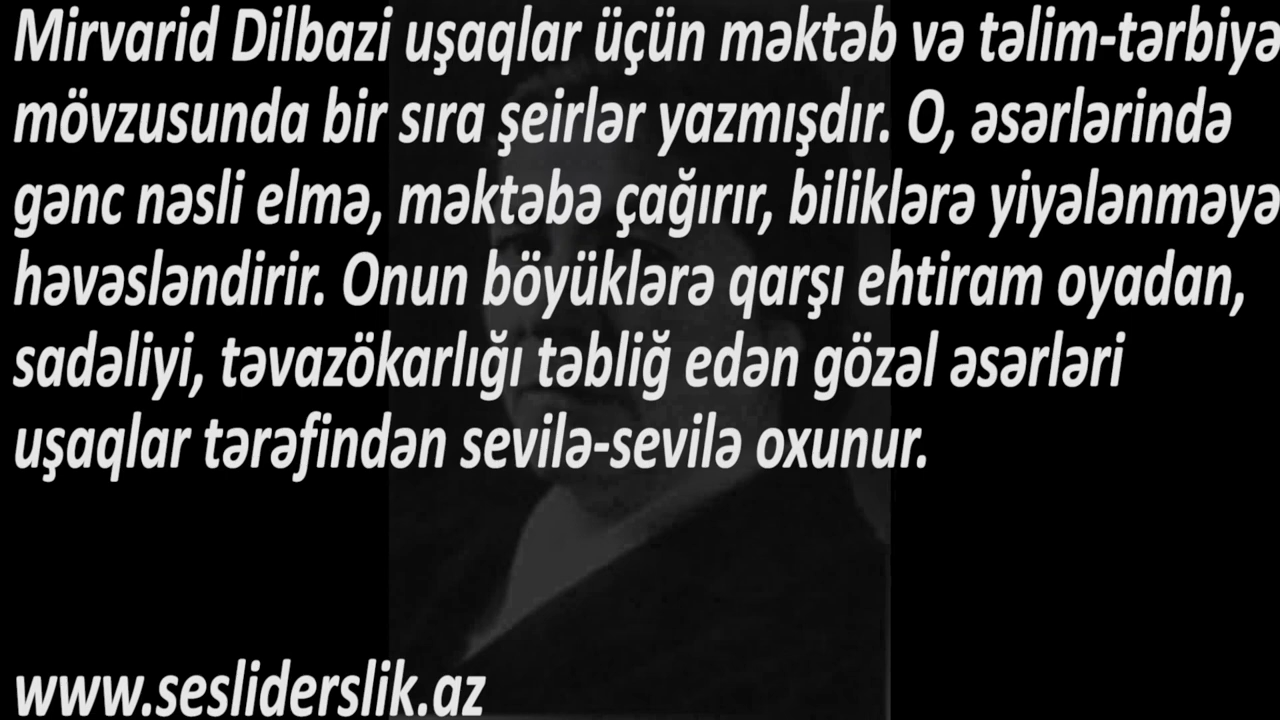 Mirvarid Dilbazi uşaqlar üçün məktəb və təlim-tərbiyə
mövzusunda bir sıra şeirlər yazmışdır. O, əsərlərində
gənc nəsli elmə, məktəbə çağırır, biliklərə yiyələnməyə
həvəsləndirir. Onun böyüklərə qarşı ehtiram oyadan,
sadəliyi, təvazökarlığı təbliğ edən gözəl əsərləri
uşaqlar tərəfindən sevilə-sevilə oxunur.
www.sesliderslik.az